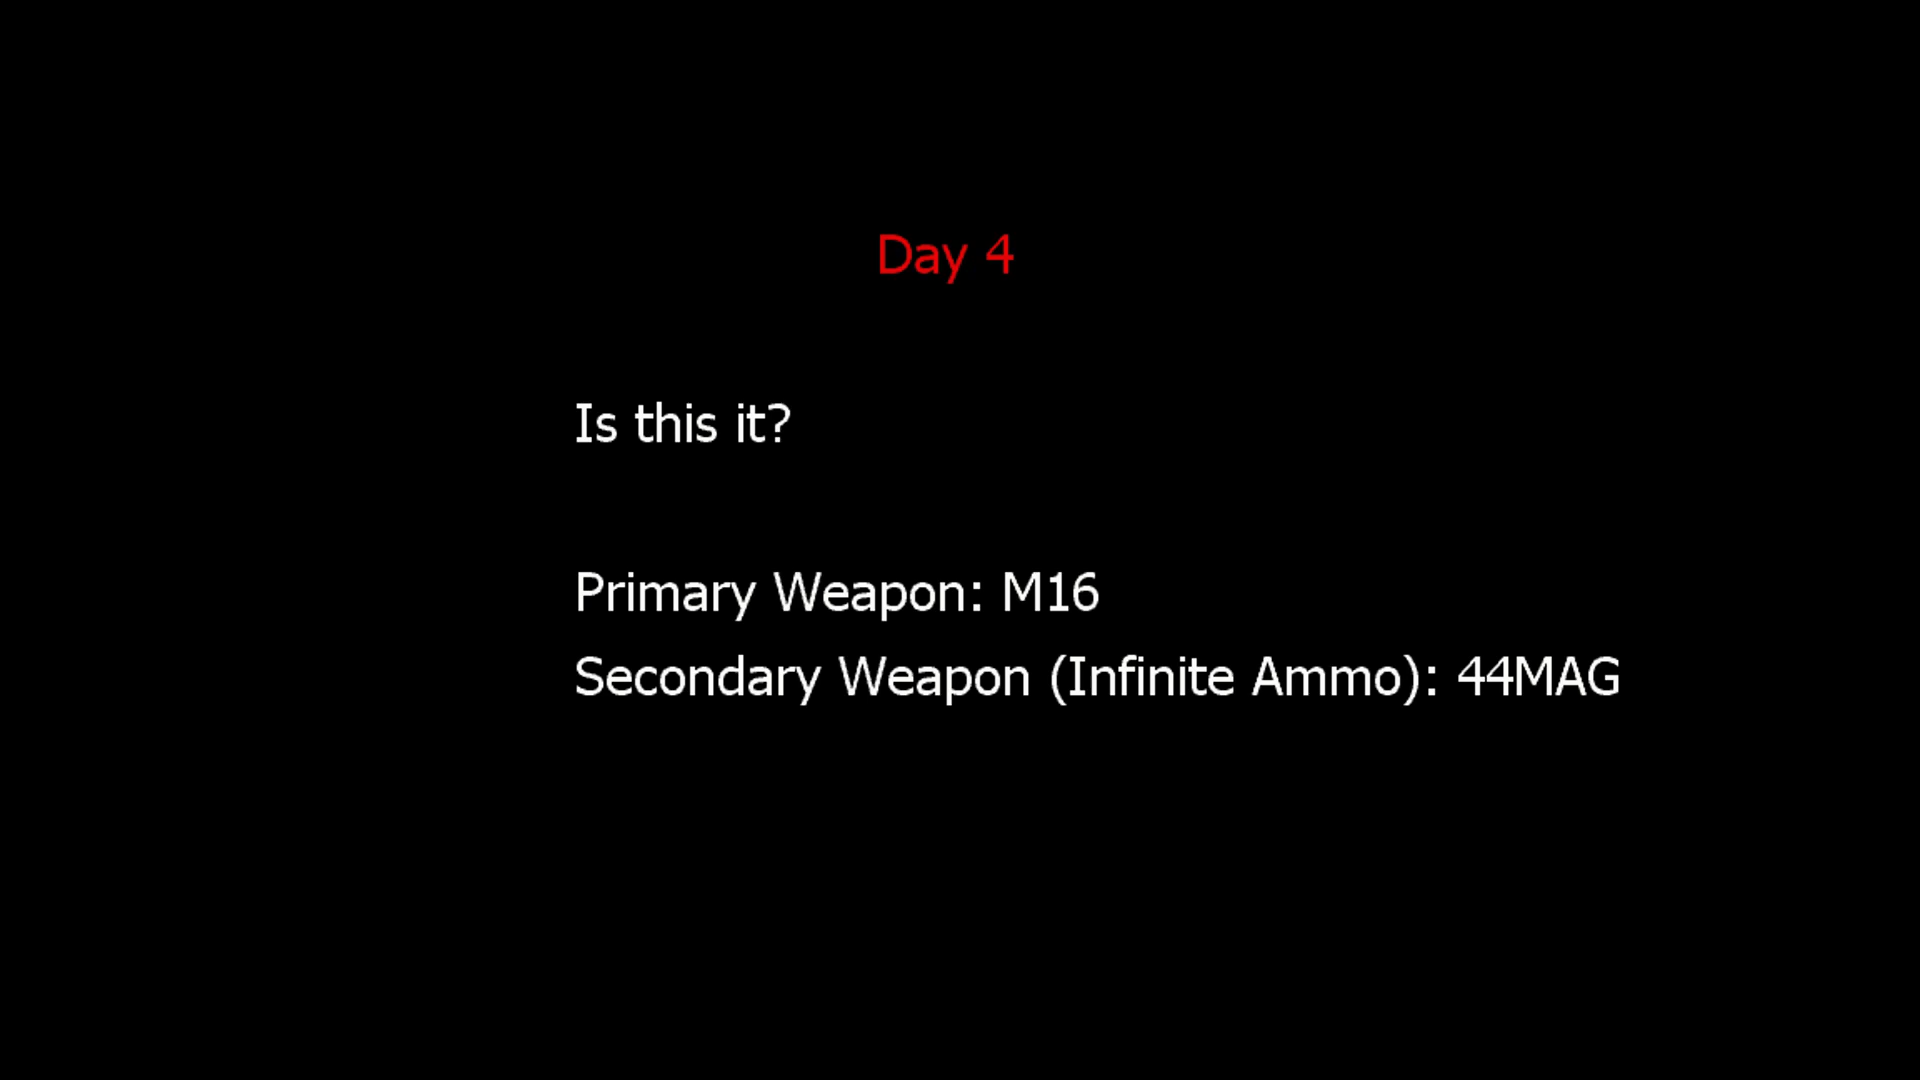 Day 4
Is this it?
Primary Weapon: M16
Secondary Weapon (Infinite Ammo): 44MAG